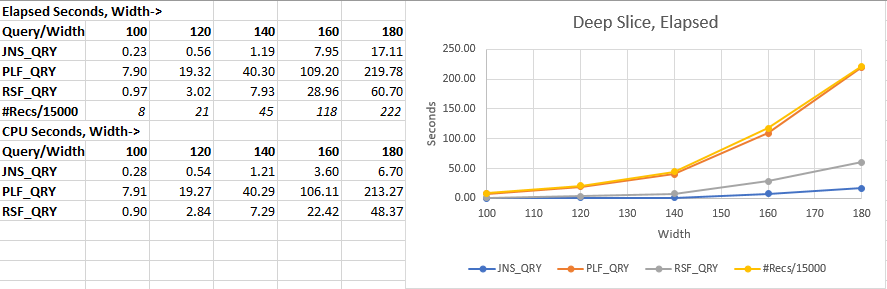 Elapsed Seconds, Width->
Query/Width 100 120 140 160 180
JNS_QRY 0.23 0.56 1.19 7.95 17.11
PLF_QRY 7.90 19.32 40.30 109.20 219.78
RSF_QRY 0.97 3.02 7.93 28.96 60.70
#Recs/15000 8 21 45 118 222
CPU Seconds, Width->
Query/Width 100 120 140 160 180
JNS_QRY 0.28 0.54 1.21 3.60 6.70
PLF_QRY 7.91 19.27 40.29 106.11 213.27
RSF_QRY 0.90 2.84 7.29 22.42 48.37
Deep Slice, Elapsed
250.00
200.00
150.00
100.00
50.00
0.00
Seconds
100 110 120 130 140 150 160 170 180
Width
JNS_QRY PLF_QRY RSF_QRY #Recs/15000